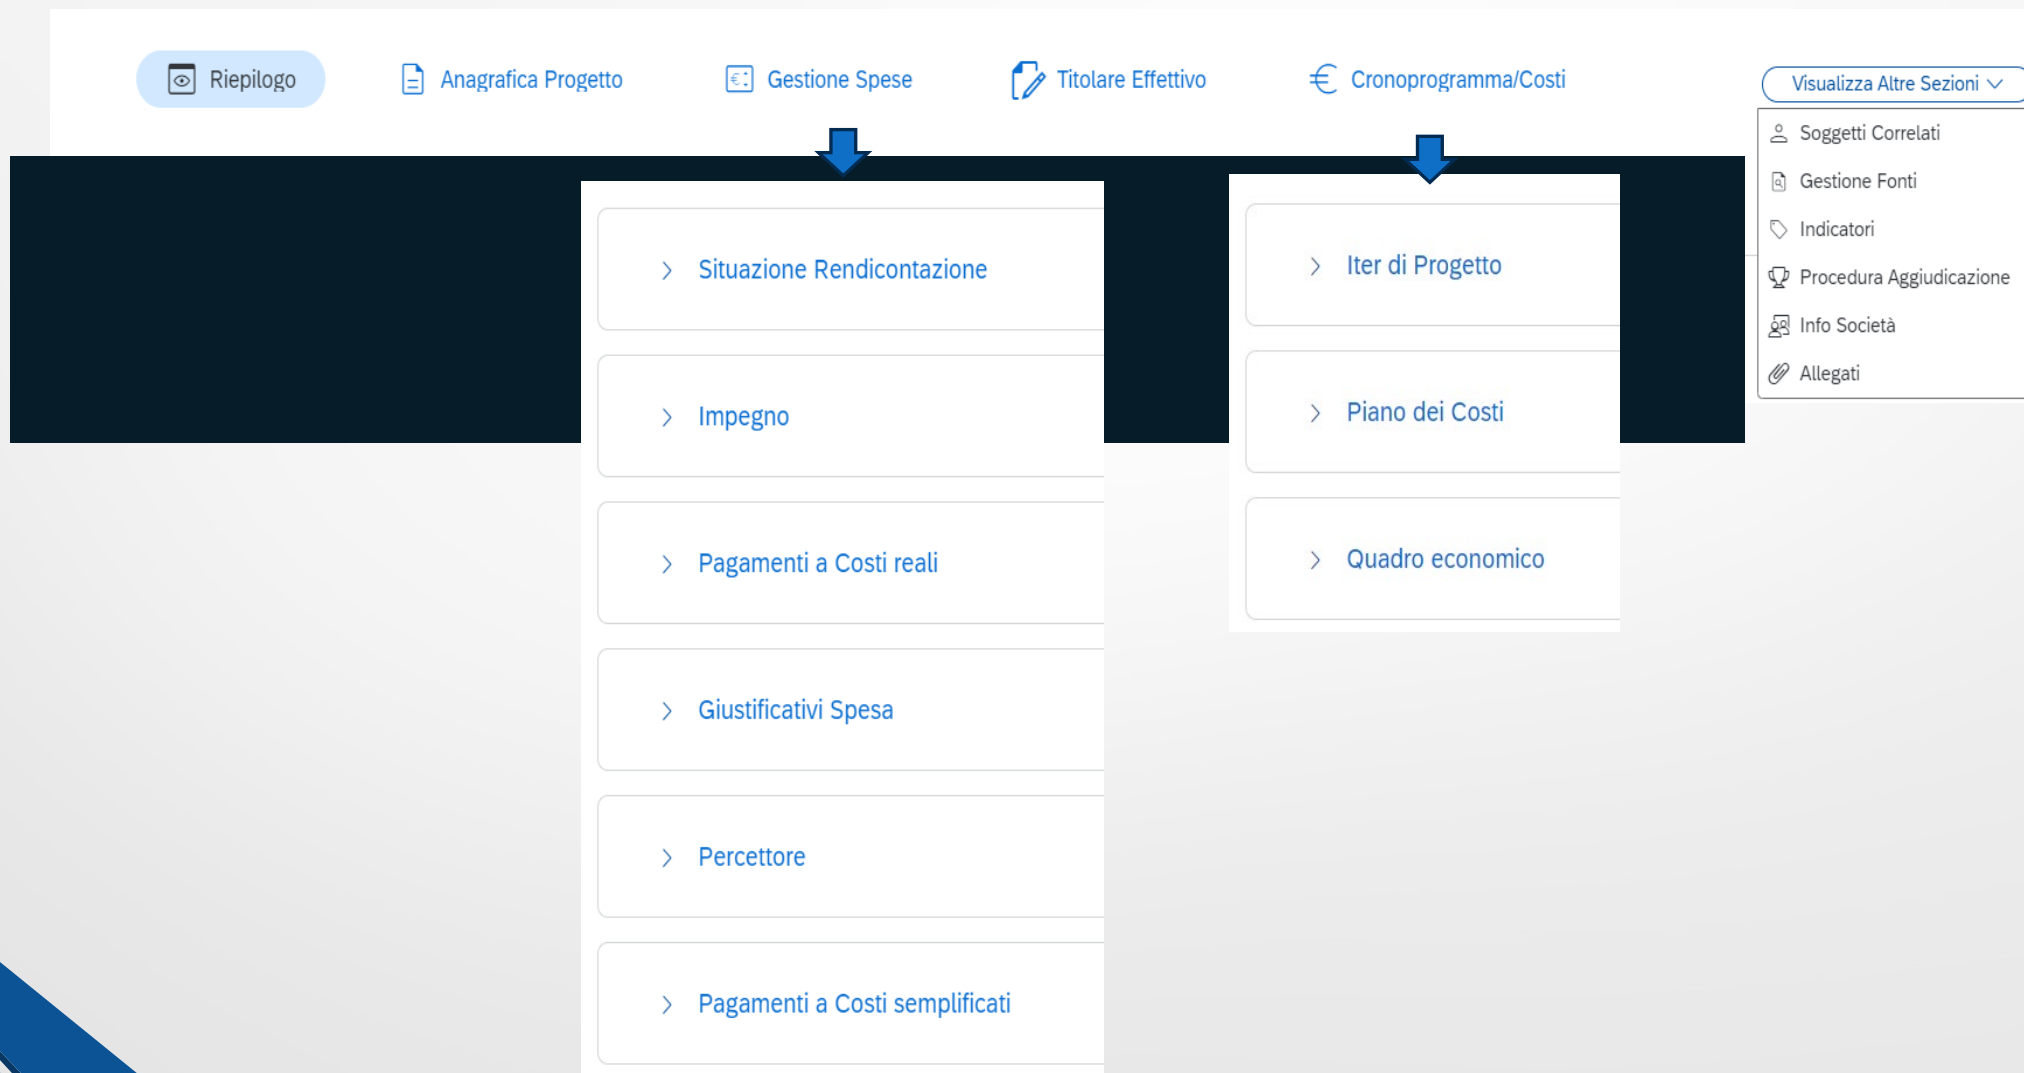 Riepilogo
Anagrafica Progetto
Gestione Spese
Titolare Effettivo
Cronoprogramma/Costi
Visualizza Altre Sezioni
Soggetti Correlati
Gestione Fonti
Indicatori
Procedura Aggiudicazione
Info Società
Allegati
Situazione Rendicontazione
Impegno
Pagamenti a Costi reali
Giustificativi Spesa
Percettore
Pagamenti a Costi semplificati
Iter di Progetto
Piano dei Costi
Quadro economico